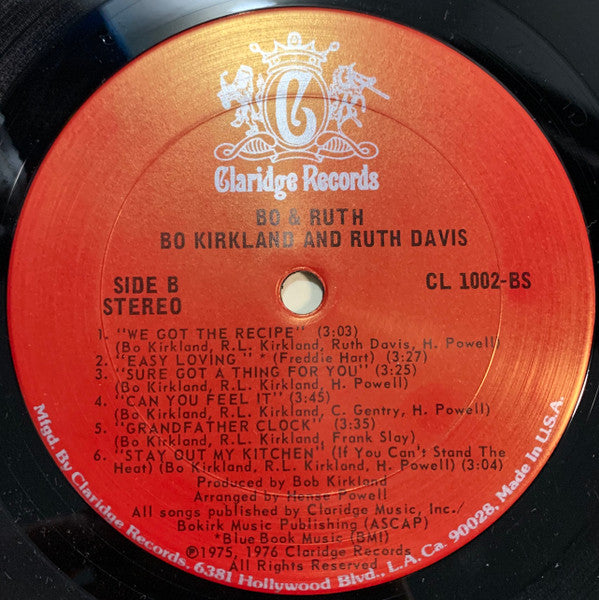 C
Claridge Records
BO & RUTH
BO KIRKLAND AND RUTH DAVIS
SIDE B
STEREO
CL 1002-BS
1. "WE GOT THE RECIPE" (3:03)
(Bo Kirkland, R.L. Kirkland, Ruth Davis, H. Powell)
2. "EASY LOVING" * (Freddie Hart) (3:27)
3. "SURE GOT A THING FOR YOU" (3:25)
(Bo Kirkland, R.L. Kirkland, H. Powell)
4. "CAN YOU FEEL IT" (3:45)
(Bo Kirkland, R.L. Kirkland, C. Gentry, H. Powell)
5. "GRANDFATHER CLOCK" (3:35)
(Bo Kirkland, R.L. Kirkland, Frank Slay)
6. "STAY OUT MY KITCHEN" (If You Can't Stand The
Heat) (Bo Kirkland, R.L. Kirkland, H. Powell) (3:04)
Produced by Bob Kirkland
Arranged by Hense Powell
All songs published by Claridge Music, Inc./
Bokirk Music Publishing (ASCAP)
*Blue Book Music (BMI)
℗1975, 1976 Claridge Records
All Rights Reserved
Mfgd. By Claridge Records, 6381 Hollywood Blvd., L.A. Ca. 90028, Made In U.S.A.